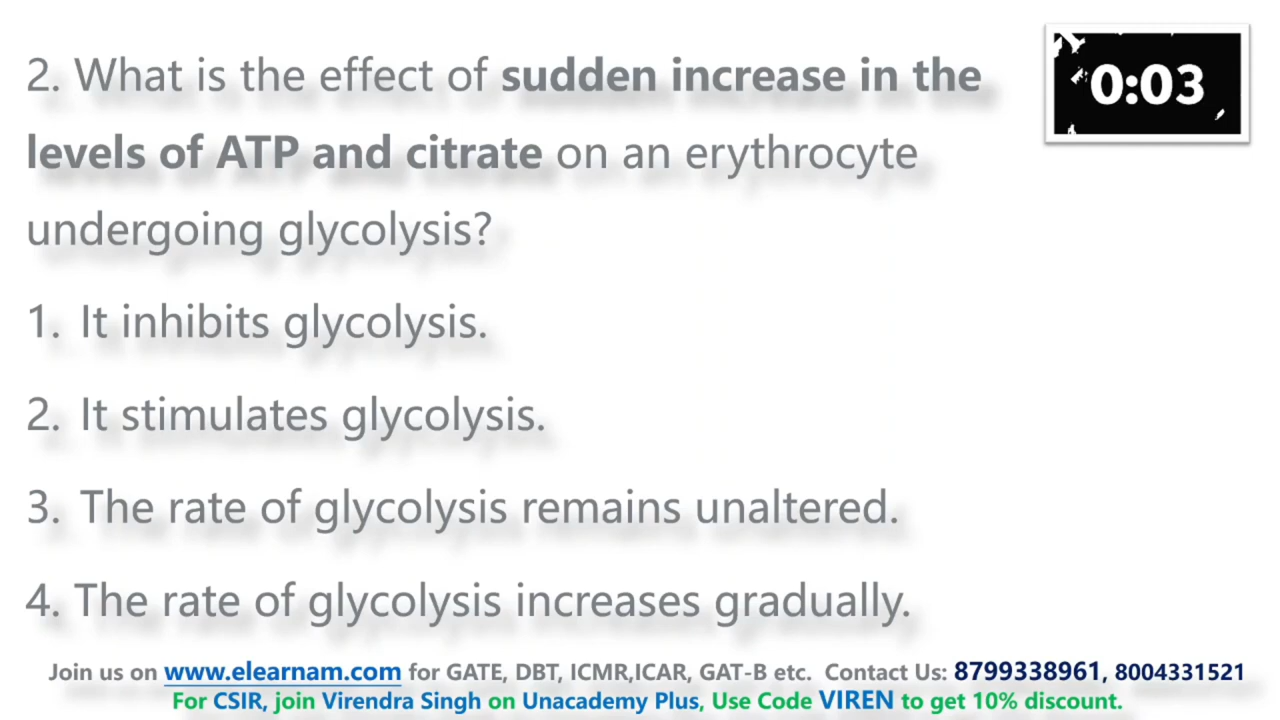 2. What is the effect of sudden increase in the
0:03
levels of ATP and citrate on an erythrocyte
undergoing glycolysis?
1. It inhibits glycolysis.
2. It stimulates glycolysis.
3. The rate of glycolysis remains unaltered.
4. The rate of glycolysis increases gradually.
Join us on www.elearnam.com for GATE, DBT, ICMR,ICAR, GAT-B etc. Contact Us: 8799338961, 8004331521
For CSIR, join Virendra Singh on Unacademy Plus, Use Code VIREN to get 10% discount.